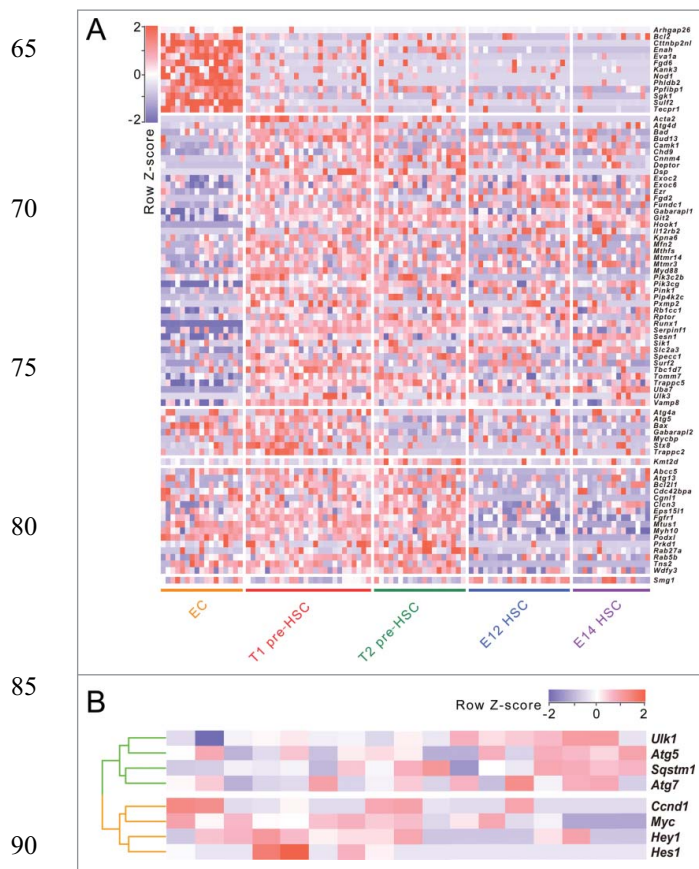 65
70
75
80
85
90
A
2
0
-2
Row Z-score
Arhgap26
Bcl2
Cttnbp2nl
Enah
Eva1a
Fgd6
Kank3
Nod1
Phldb2
Ppfibp1
Sgk1
Sulf2
Tecpr1
Acta2
Atg4d
Bad
Bud13
Camk1
Chd9
Cnnm4
Deptor
Dsp
Exoc2
Exoc6
Ezr
Fgd2
Fundc1
Gabarapl1
Git2
Hook1
Il12rb2
Kpna6
Mfn2
Mthfs
Mtmr14
Mtmr3
Myd88
Pik3c2b
Pik3cg
Pink1
Pip4k2c
Pxmp2
Rb1cc1
Rptor
Runx1
Serpinf1
Sesn1
Sik1
Slc2a3
Specc1
Surf2
Tbc1d7
Tomm7
Trappc5
Uba7
Ulk3
Vamp8
Atg4a
Atg5
Bax
Gabarapl2
Mycbp
Stx8
Trappc2
Kmt2d
Abcc5
Atg13
Bcl2l1
Cdc42bpa
Cgnl1
Clcn3
Eps15l1
Fgfr1
Mtus1
Myh10
Podxl
Prkd1
Rab27a
Rab5b
Tns2
Wdfy3
Smg1
EC
T1 pre-HSC
T2 pre-HSC
E12 HSC
E14 HSC
B
Row Z-score
-2 0 2
Ulk1
Atg5
Sqstm1
Atg7
Ccnd1
Myc
Hey1
Hes1